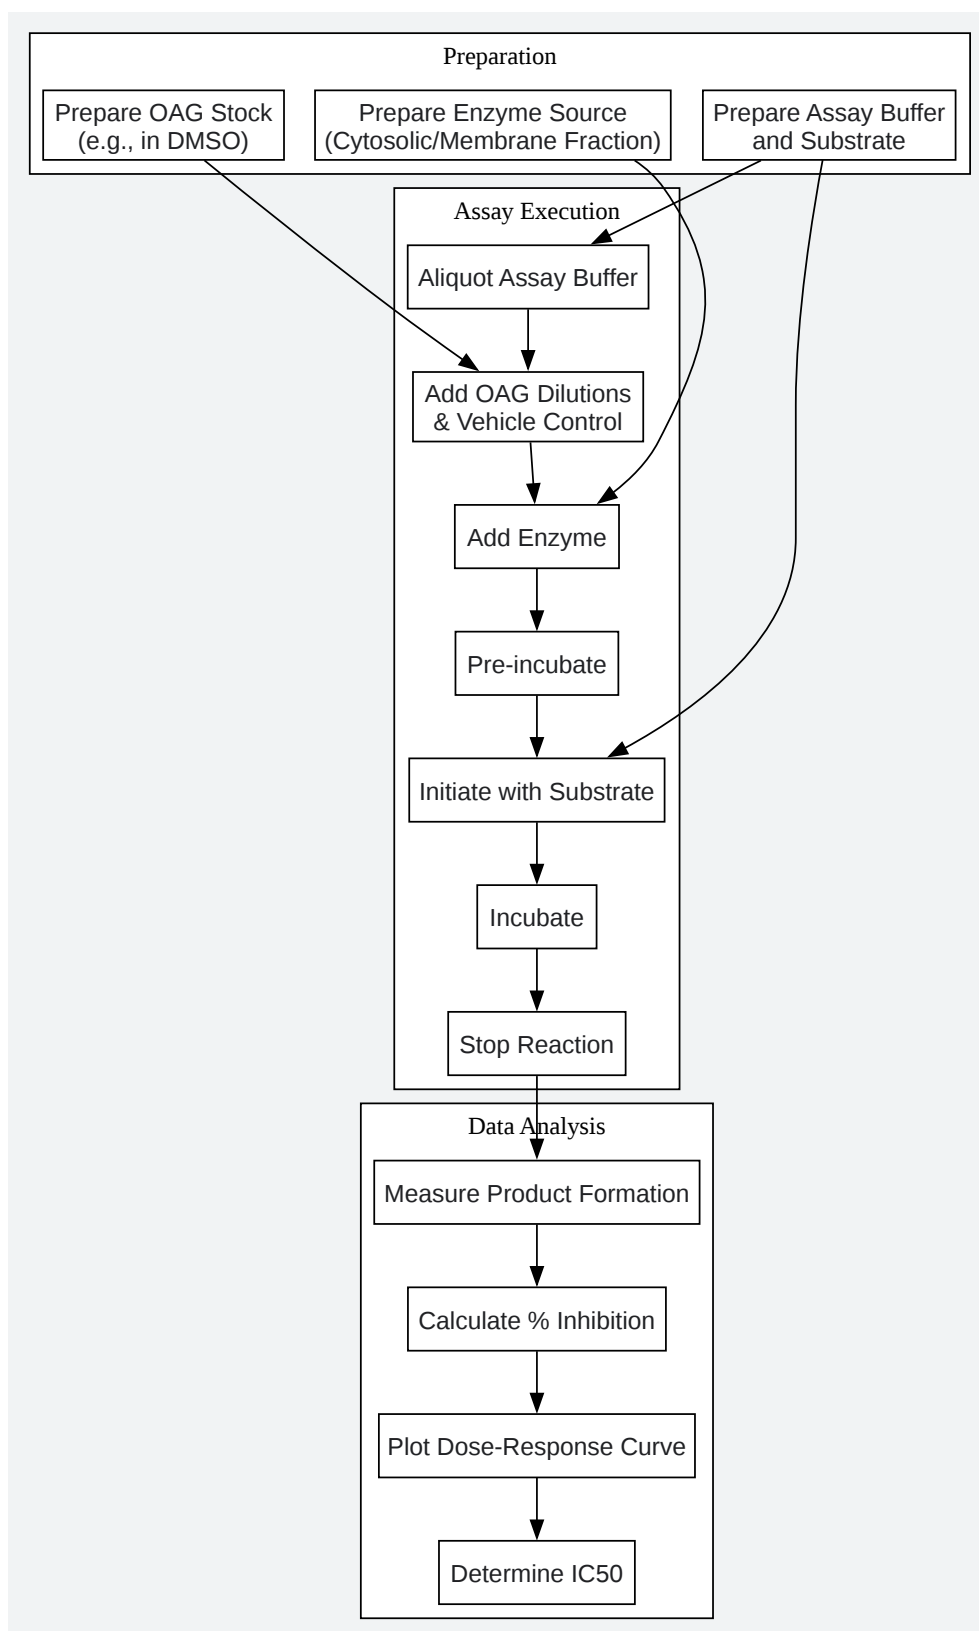 Preparation
Prepare OAG Stock
(e.g., in DMSO)
Prepare Enzyme Source
(Cytosolic/Membrane Fraction)
Prepare Assay Buffer
and Substrate
Assay Execution
Aliquot Assay Buffer
Add OAG Dilutions
& Vehicle Control
Add Enzyme
Pre-incubate
Initiate with Substrate
Incubate
Stop Reaction
Data Analysis
Measure Product Formation
Calculate % Inhibition
Plot Dose-Response Curve
Determine IC50